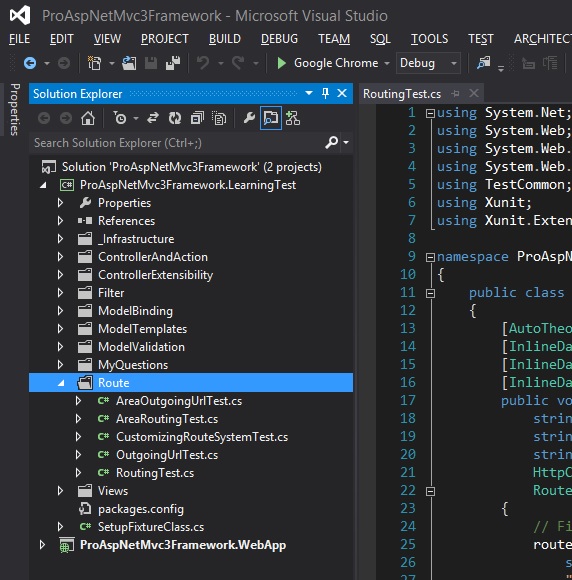 ProAspNetMvc3Framework - Microsoft Visual Studio
FILE EDIT VIEW PROJECT BUILD DEBUG TEAM SQL TOOLS TEST ARCHITEC
Google Chrome Debug
Properties
Solution Explorer
Search Solution Explorer (Ctrl+;)
Solution 'ProAspNetMvc3Framework' (2 projects)
ProAspNetMvc3Framework.LearningTest
Properties
References
_Infrastructure
ControllerAndAction
ControllerExtensibility
Filter
ModelBinding
ModelTemplates
ModelValidation
MyQuestions
Route
AreaOutgoingUrlTest.cs
AreaRoutingTest.cs
CustomizingRouteSystemTest.cs
OutgoingUrlTest.cs
RoutingTest.cs
Views
packages.config
SetupFixtureClass.cs
ProAspNetMvc3Framework.WebApp
RoutingTest.cs
1 using System.Net;
2 using System.Web;
3 using System.Web.
4 using System.Web.
5 using TestCommon;
6 using Xunit;
7 using Xunit.Exten
8
9 namespace ProAspN
10 {
11 public class
12 {
13 [AutoTheo
14 [InlineDa
15 [InlineDa
16 [InlineDa
17 public vo
18 strin
19 strin
20 strin
21 HttpC
22 Route
23 {
24 // Fi
25 route
26 s
27 "